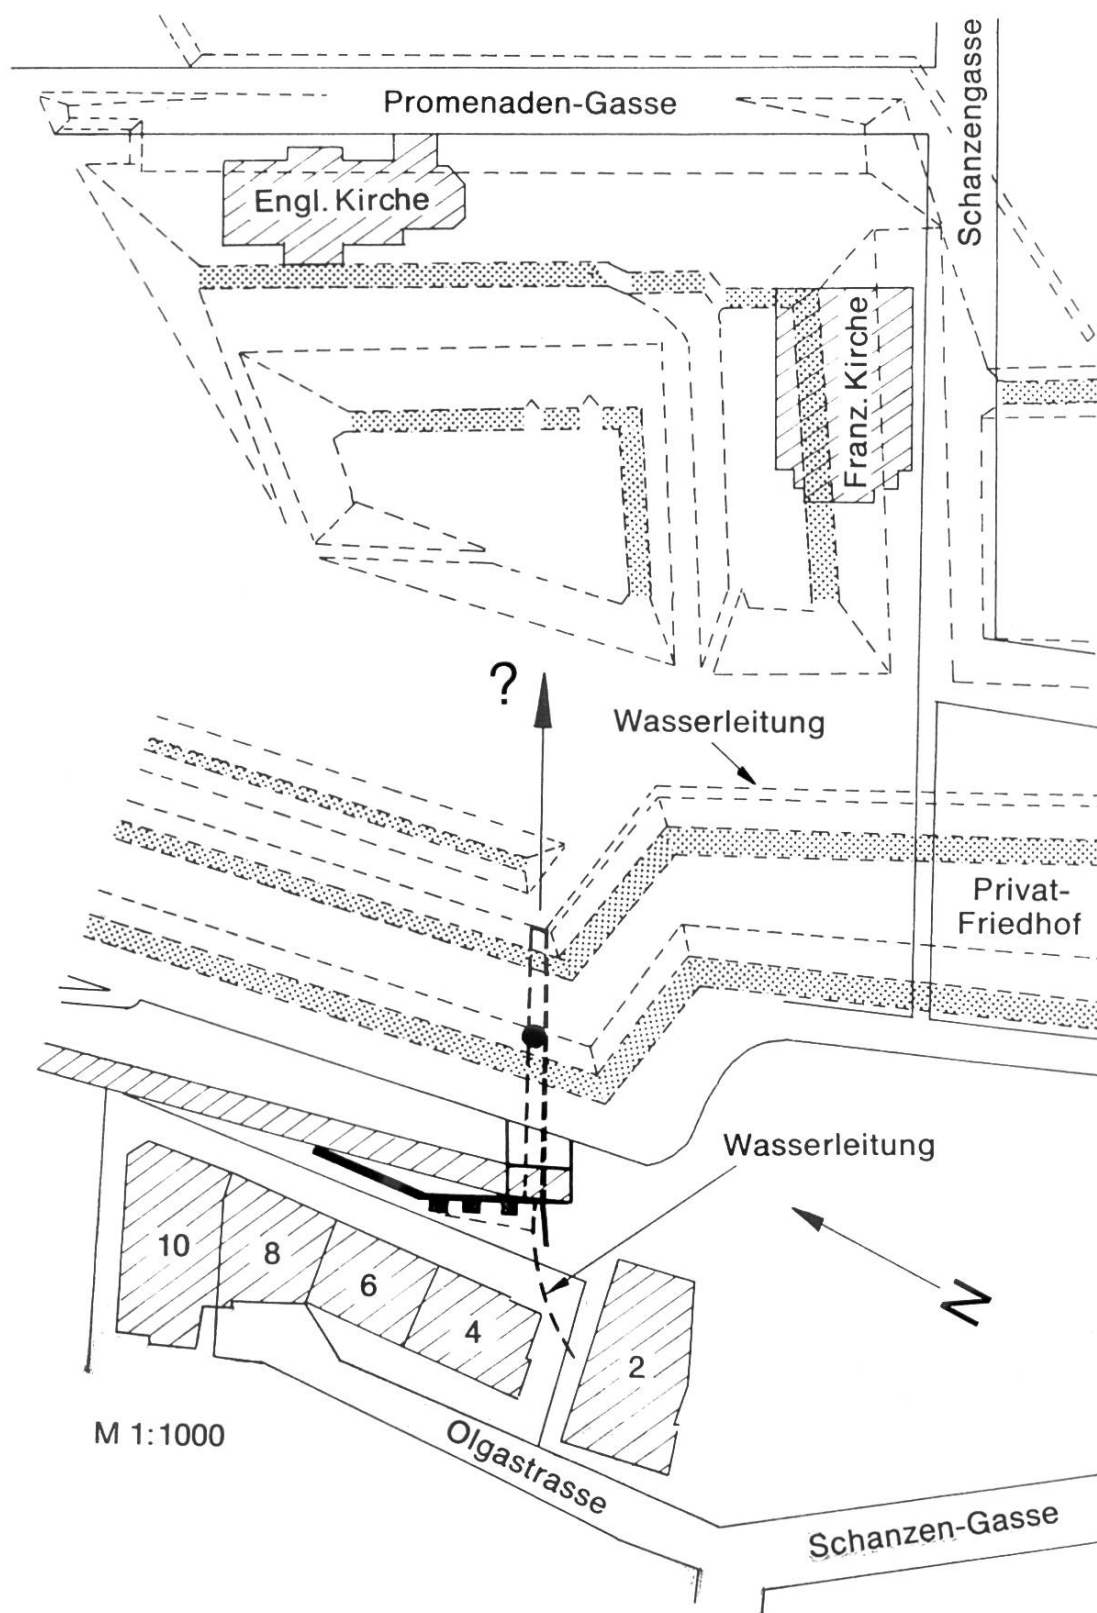 Promenaden-Gasse
Schanzengasse
Engl. Kirche
Franz. Kirche
?
Wasserleitung
Privat-
Friedhof
Wasserleitung
10
8
6
4
2
N
M 1:1000
Olgastrasse
Schanzen-Gasse